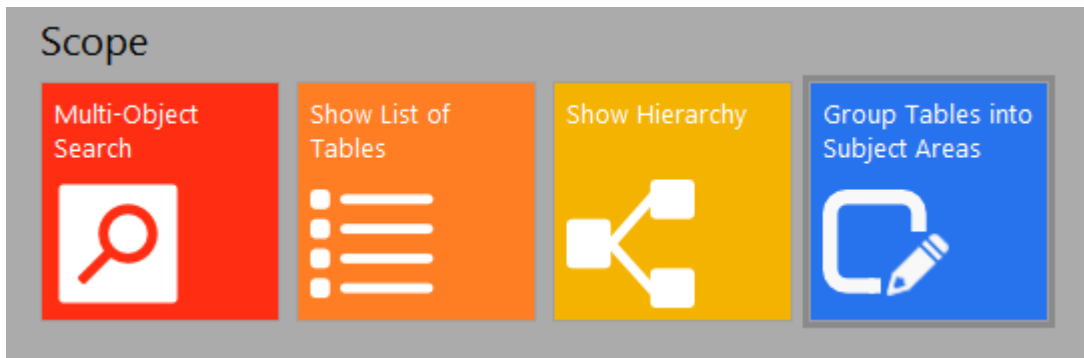 Scope
Multi-Object
Search
Show List of
Tables
Show Hierarchy
Group Tables into
Subject Areas